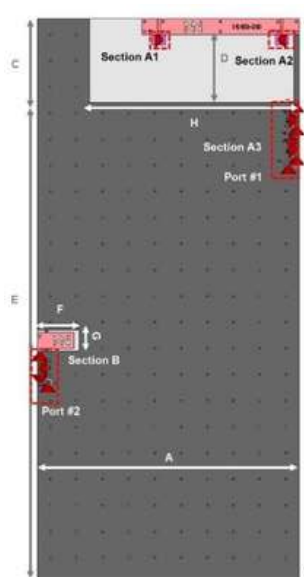 C
Section A1
D
Section A2
H
Section A3
Port #1
E
F
G
Section B
Port #2
A